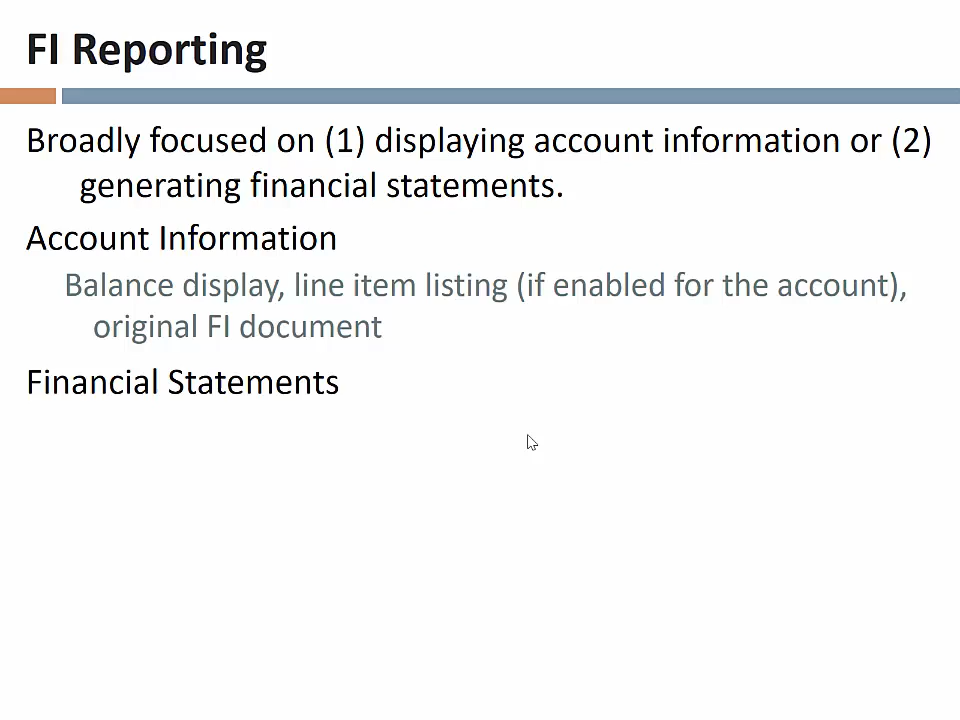 FI Reporting
Broadly focused on (1) displaying account information or (2)
generating financial statements.
Account Information
Balance display, line item listing (if enabled for the account),
original FI document
Financial Statements